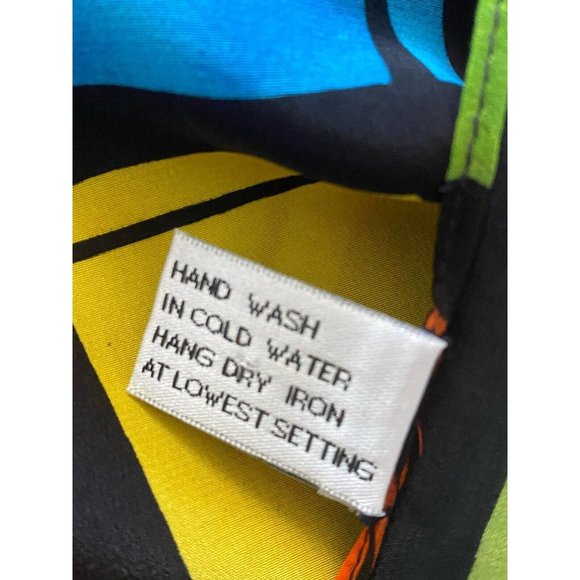 HAND WASH
IN COLD WATER
HANG DRY IRON
AT LOWEST SETTING